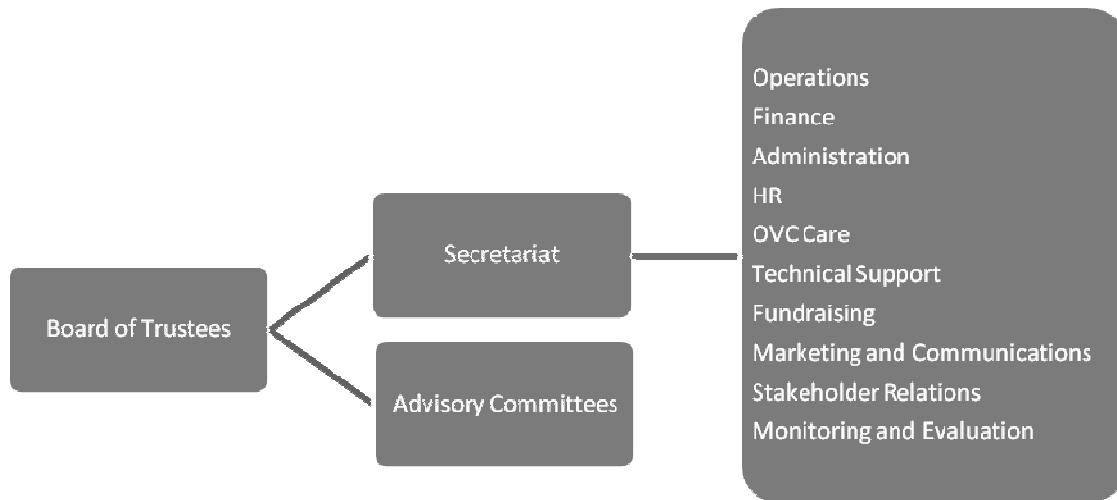 Board of Trustees
Secretariat
Advisory Committees
Operations
Finance
Administration
HR
OVC Care
Technical Support
Fundraising
Marketing and Communications
Stakeholder Relations
Monitoring and Evaluation